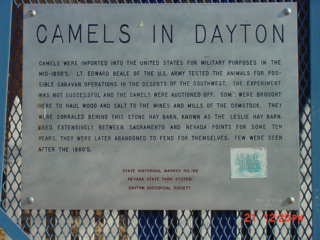 CAMELS IN DAYTON
CAMELS WERE IMPORTED INTO THE UNITED STATES FOR MILITARY PURPOSES IN THE
MID-1850'S. LT. EDWARD BEALE OF THE U.S. ARMY TESTED THE ANIMALS FOR POS-
SIBLE CARAVAN OPERATIONS IN THE DESERTS OF THE SOUTHWEST. THE EXPERIMENT
WAS NOT SUCCESSFUL AND THE CAMELS WERE AUCTIONED OFF. SOME WERE BROUGHT
HERE TO HAUL WOOD AND SALT TO THE MINES AND MILLS OF THE COMSTOCK. THEY
WERE CORRALED BEHIND THIS STONE HAY BARN, KNOWN AS THE LESLIE HAY BARN.
USED EXTENSIVELY BETWEEN SACRAMENTO AND NEVADA POINTS FOR SOME TEN
YEARS, THEY WERE LATER ABANDONED TO FEND FOR THEMSELVES. FEW WERE SEEN
AFTER THE 1880'S.
STATE HISTORICAL MARKER NO.
NEVADA STATE PARK SYSTEM
DAYTON HISTORICAL SOCIETY